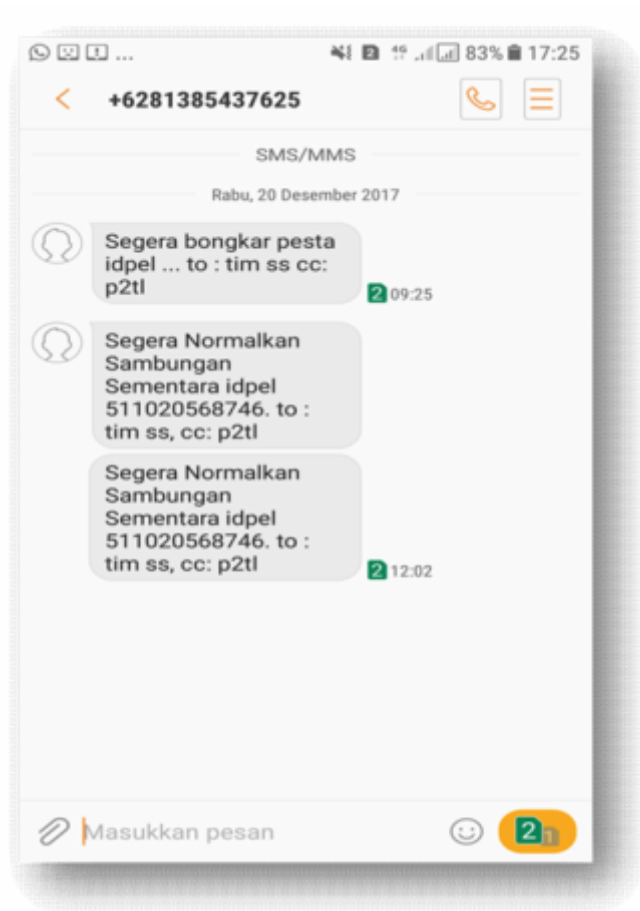 ... 83% 17:25
+6281385437625
SMS/MMS
Rabu, 20 Desember 2017
Segera bongkar pesta
idpel ... to : tim ss cc:
p2tl
2 09:25
Segera Normalkan
Sambungan
Sementara idpel
511020568746. to :
tim ss, cc: p2tl
Segera Normalkan
Sambungan
Sementara idpel
511020568746. to :
tim ss, cc: p2tl
2 12:02
Masukkan pesan
2 1